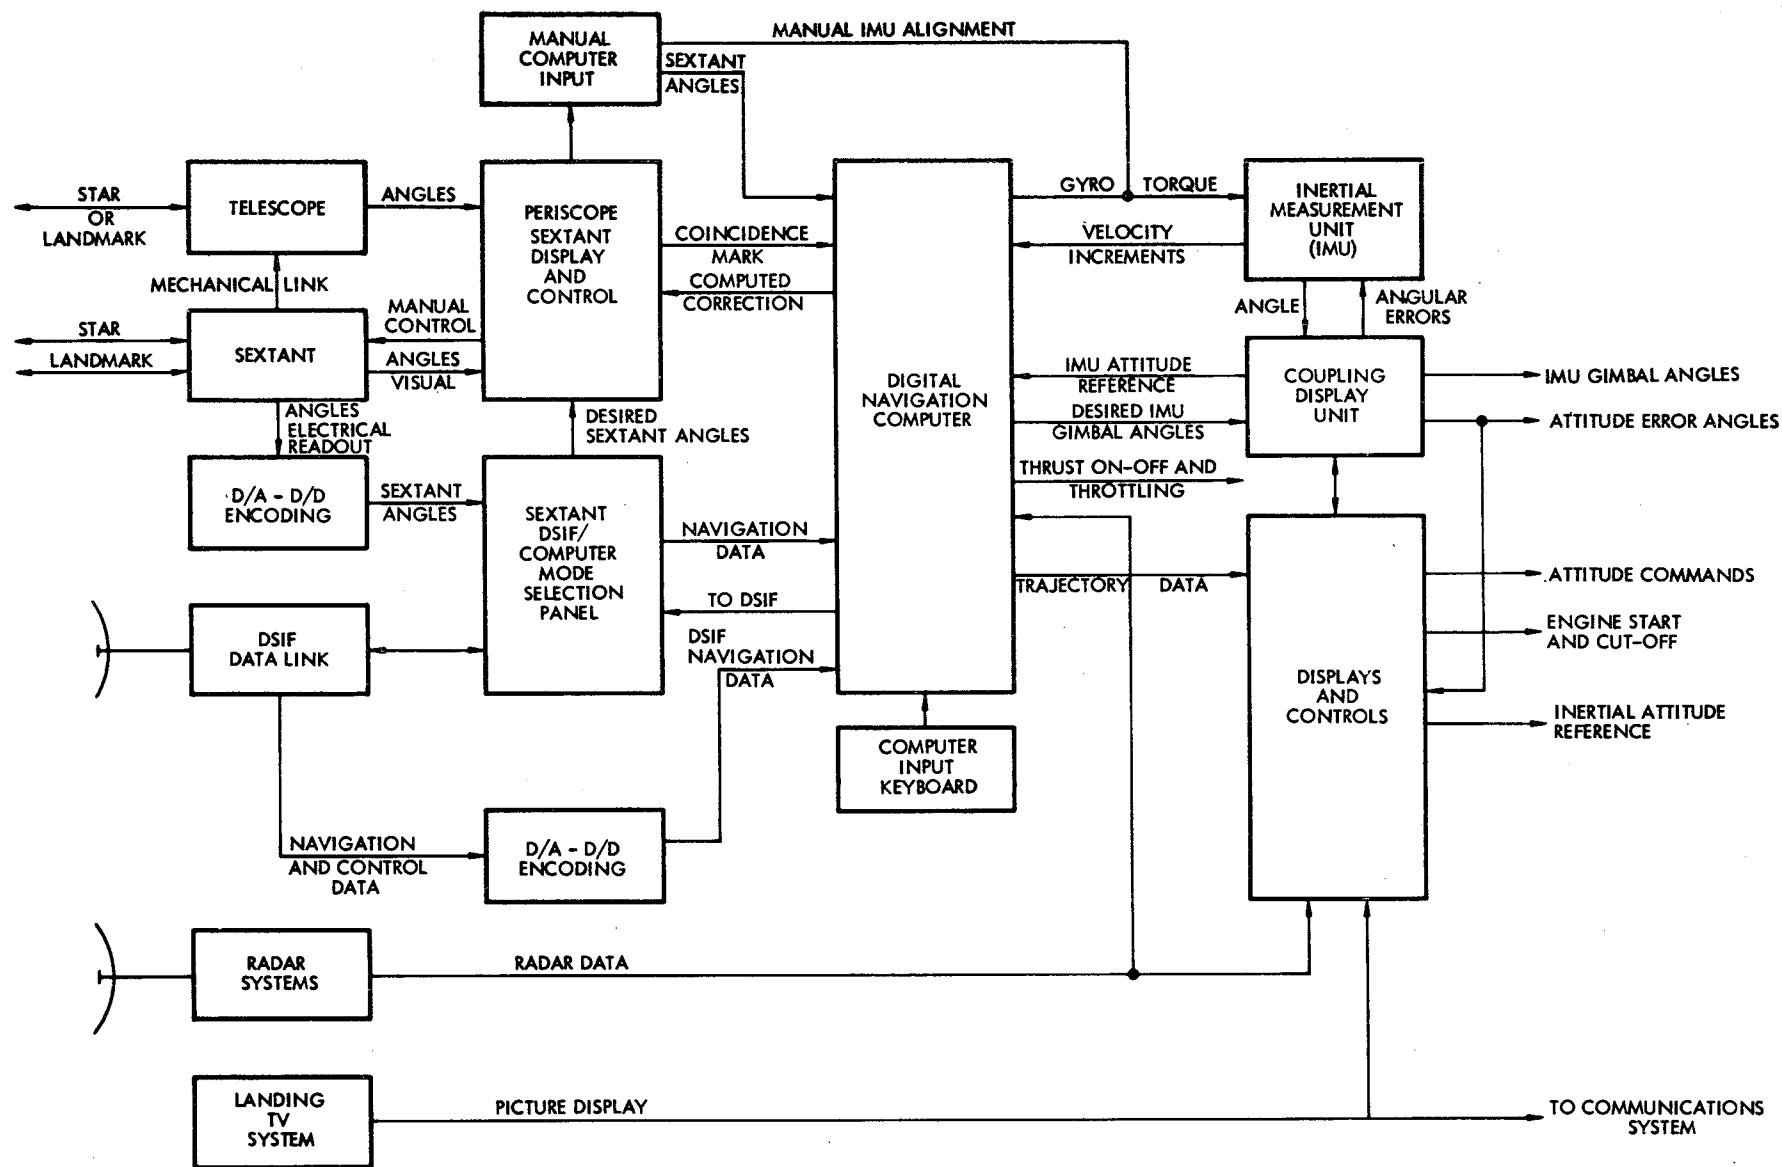 MANUAL
COMPUTER
INPUT
MANUAL IMU ALIGNMENT
SEXTANT
ANGLES
STAR
OR
LANDMARK
TELESCOPE
ANGLES
PERISCOPE
SEXTANT
DISPLAY
AND
CONTROL
COINCIDENCE
MARK
COMPUTED
CORRECTION
GYRO TORQUE
VELOCITY
INCREMENTS
INERTIAL
MEASUREMENT
UNIT
(IMU)
MECHANICAL LINK
MANUAL
CONTROL
STAR
LANDMARK
SEXTANT
ANGLES
VISUAL
ANGLES
ELECTRICAL
READOUT
DESIRED
SEXTANT ANGLES
DIGITAL
NAVIGATION
COMPUTER
ANGLE
ANGULAR
ERRORS
IMU ATTITUDE
REFERENCE
DESIRED IMU
GIMBAL ANGLES
COUPLING
DISPLAY
UNIT
IMU GIMBAL ANGLES
ATTITUDE ERROR ANGLES
THRUST ON-OFF AND
THROTTLING
D/A - D/D
ENCODING
SEXTANT
ANGLES
SEXTANT
DSIF/
COMPUTER
MODE
SELECTION
PANEL
NAVIGATION
DATA
TO DSIF
DSIF
NAVIGATION
DATA
TRAJECTORY DATA
DSIF
DATA LINK
DISPLAYS
AND
CONTROLS
ATTITUDE COMMANDS
ENGINE START
AND CUT-OFF
INERTIAL ATTITUDE
REFERENCE
COMPUTER
INPUT
KEYBOARD
NAVIGATION
AND CONTROL
DATA
D/A - D/D
ENCODING
RADAR
SYSTEMS
RADAR DATA
LANDING
TV
SYSTEM
PICTURE DISPLAY
TO COMMUNICATIONS
SYSTEM